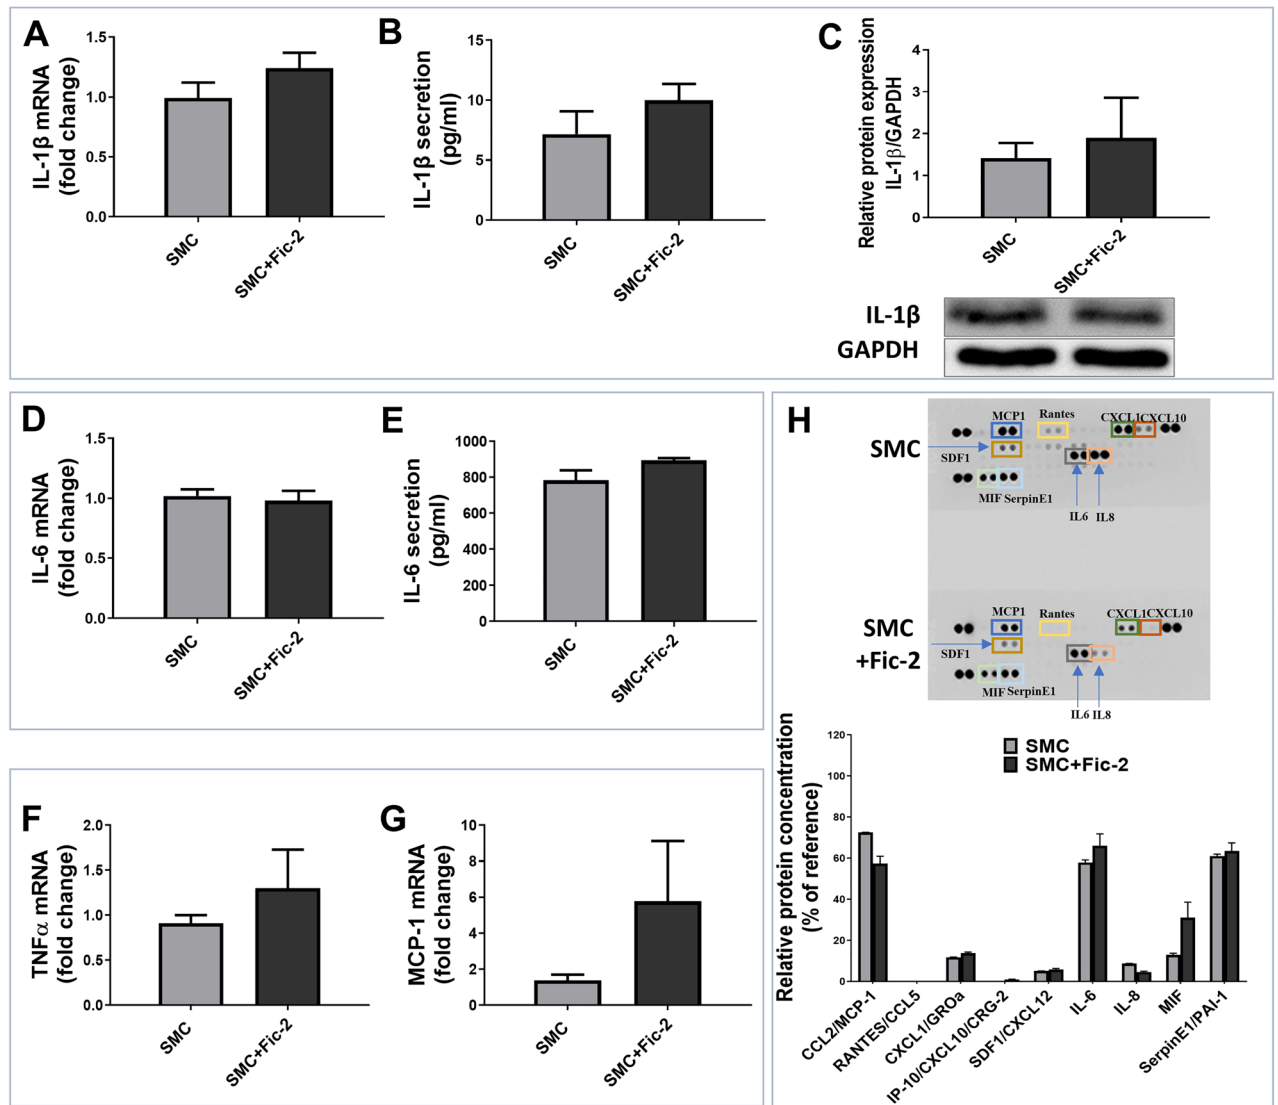 A
IL-1β mRNA
(fold change)
1.5
1.0
0.5
0.0
SMC
SMC+Fic-2
B
IL-1β secretion
(pg/ml)
15
10
5
0
SMC
SMC+Fic-2
C
Relative protein expression
IL-1β/GAPDH
4
3
2
1
0
SMC
SMC+Fic-2
IL-1β
GAPDH
D
IL-6 mRNA
(fold change)
1.5
1.0
0.5
0.0
SMC
SMC+Fic-2
E
IL-6 secretion
(pg/ml)
1000
800
600
400
200
0
SMC
SMC+Fic-2
F
TNFα mRNA
(fold change)
2.0
1.5
1.0
0.5
0.0
SMC
SMC+Fic-2
G
MCP-1 mRNA
(fold change)
10
8
6
4
2
0
SMC
SMC+Fic-2
H
SMC
MCP1
Rantes
CXCL1
CXCL10
SDF1
MIF
SerpinE1
IL6
IL8
SMC
+Fic-2
MCP1
Rantes
CXCL1
CXCL10
SDF1
MIF
SerpinE1
IL6
IL8
Relative protein concentration
(% of reference)
120
100
80
60
40
20
0
SMC
SMC+Fic-2
CCL2/MCP-1
RANTES/CCL5
CXCL1/GROa
IP-10/CXCL10/CRG-2
SDF1/CXCL12
IL-6
IL-8
MIF
SerpinE1/PAI-1